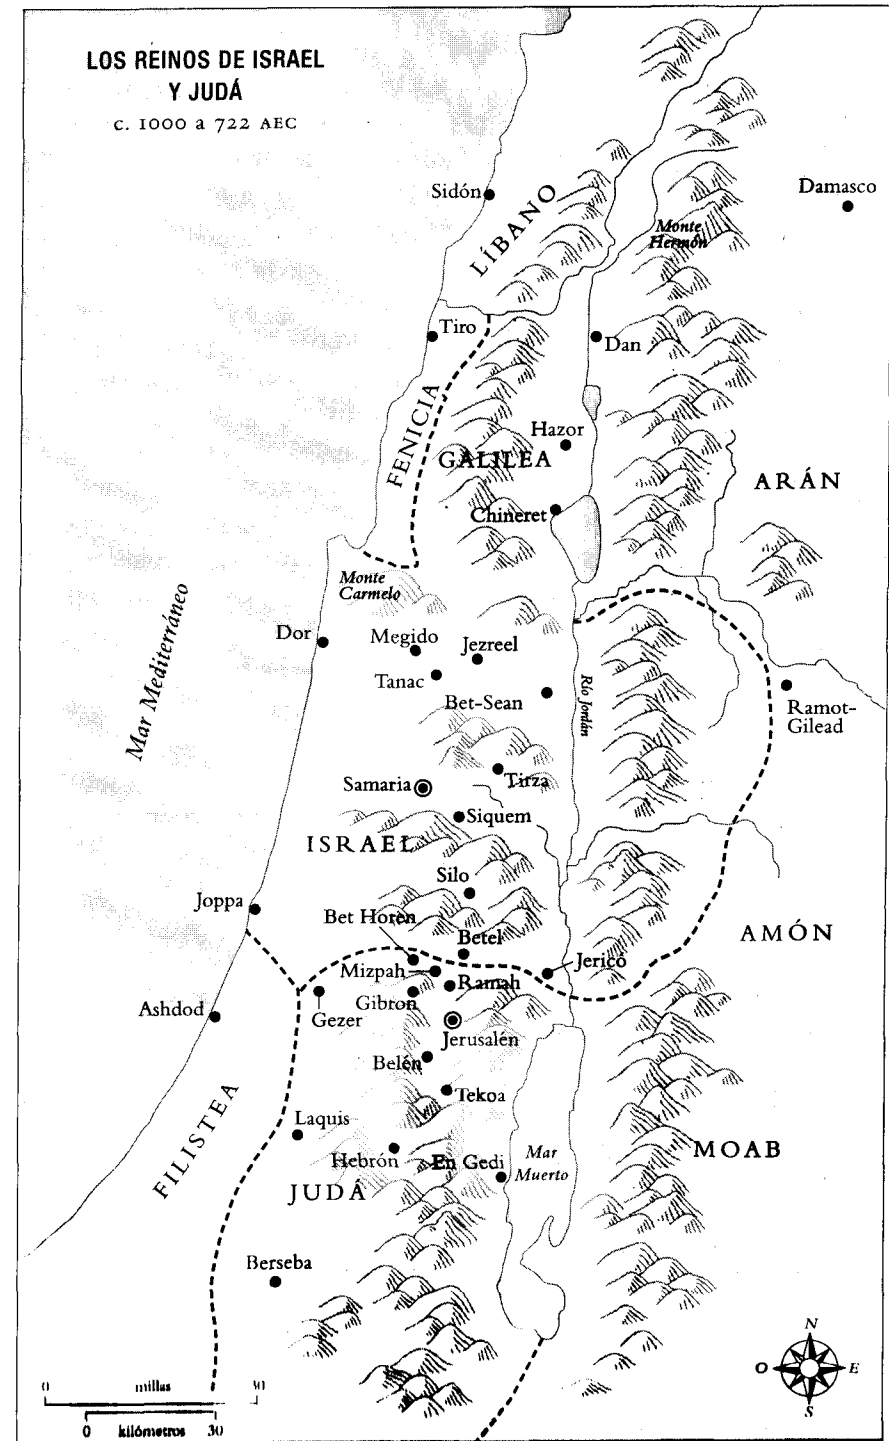 LOS REINOS DE ISRAEL
Y JUDÁ
c. 1000 a 722 AEC
Sidón
Damasco
LÍBANO
Monte
Hermón
Tiro
Dan
FENICIA
Hazor
GALILEA
ARÁN
Chineret
Monte
Carmelo
Mar Mediterráneo
Dor
Megido
Jezreel
Tanac
Bet-Sean
Río Jordán
Ramot-
Gilead
Samaria
Tirza
Siquem
ISRAEL
Silo
Joppa
Bet Horen
Betel
AMÓN
Mizpah
Jericó
Ramah
Gibron
Ashdod
Gezer
Jerusalén
Belén
Tekoa
FILISTEA
Laquis
Hebrón
En Gedi
Mar
Muerto
MOAB
JUDÁ
Berseba
N
O
E
S
0 millas
0 kilómetros 30